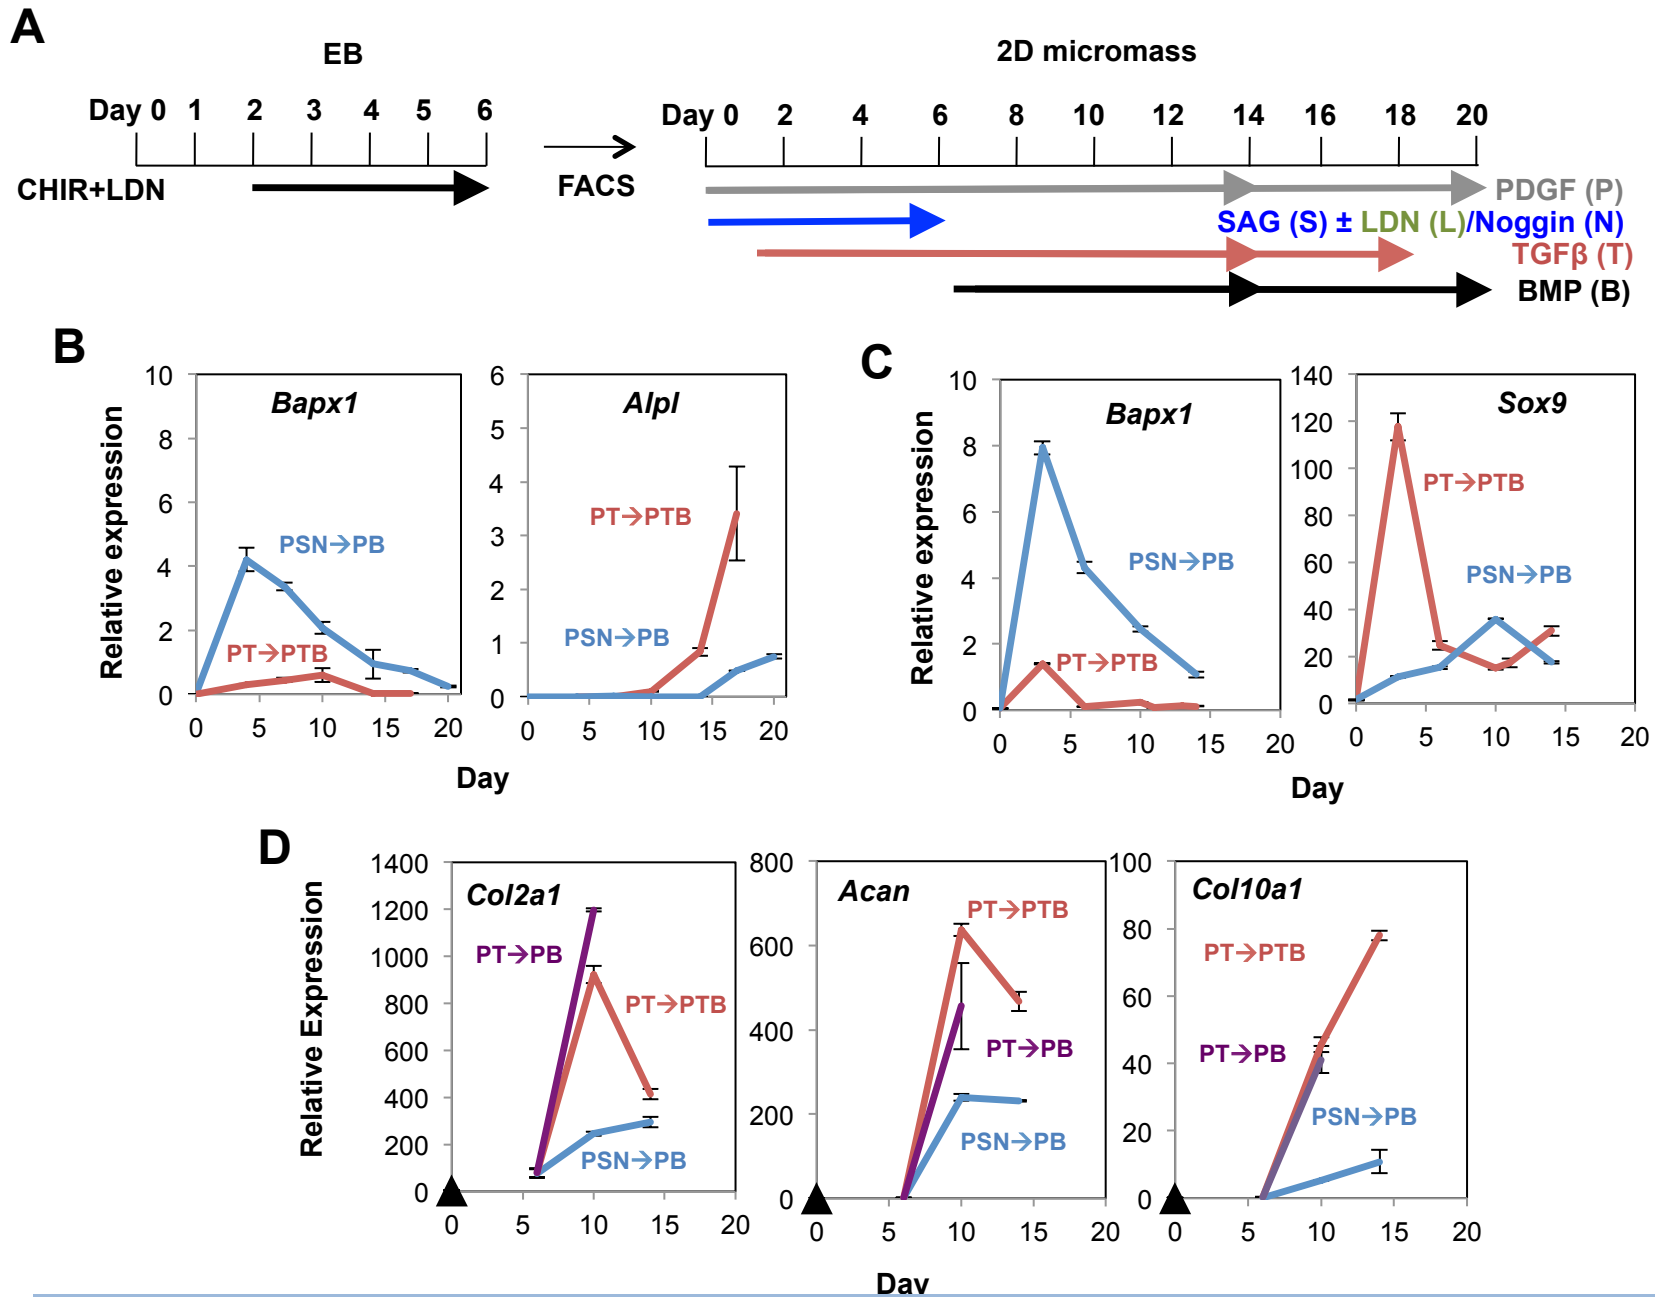 A
EB
2D micromass
Day 0 1 2 3 4 5 6
Day 0 2 4 6 8 10 12 14 16 18 20
FACS
CHIR+LDN
PDGF (P)
SAG (S) ± LDN (L)/Noggin (N)
TGFβ (T)
BMP (B)
B
Relative expression
10
8
6
4
2
0
Bapx1
PSN→PB
PT→PTB
0 5 10 15 20
6
5
4
3
2
1
0
Alpl
PT→PTB
PSN→PB
0 5 10 15 20
Day
C
Relative expression
10
8
6
4
2
0
Bapx1
PSN→PB
PT→PTB
0 5 10 15 20
140
120
100
80
60
40
20
0
Sox9
PT→PTB
PSN→PB
0 5 10 15 20
Day
D
Relative Expression
1400
1200
1000
800
600
400
200
0
Col2a1
PT→PB
PT→PTB
PSN→PB
0 5 10 15 20
800
600
400
200
0
Acan
PT→PTB
PT→PB
PSN→PB
0 5 10 15 20
100
80
60
40
20
0
Col10a1
PT→PTB
PT→PB
PSN→PB
0 5 10 15 20
Day